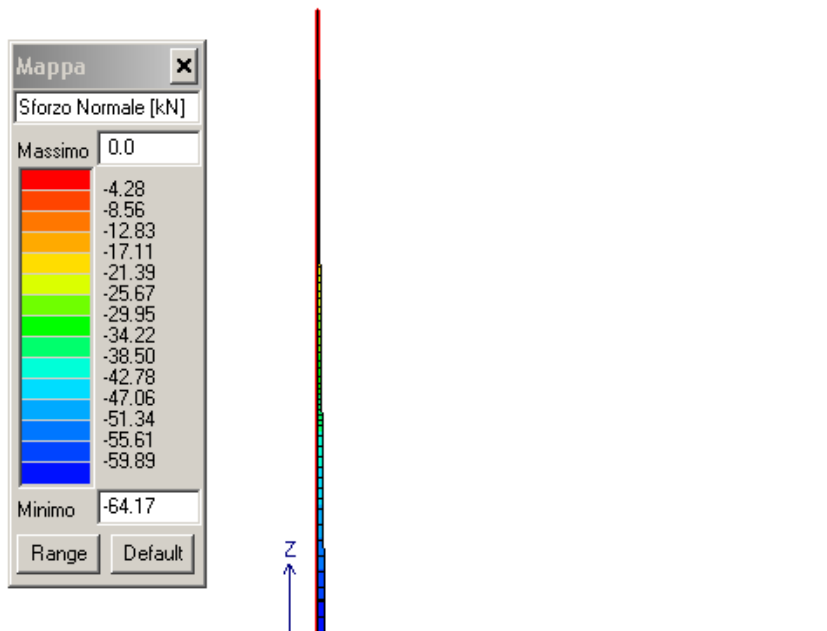 Mappa
Sforzo Normale [kN]
Massimo 0.0
-4.28
-8.56
-12.83
-17.11
-21.39
-25.67
-29.95
-34.22
-38.50
-42.78
-47.06
-51.34
-55.61
-59.89
Minimo -64.17
Range Default
Z